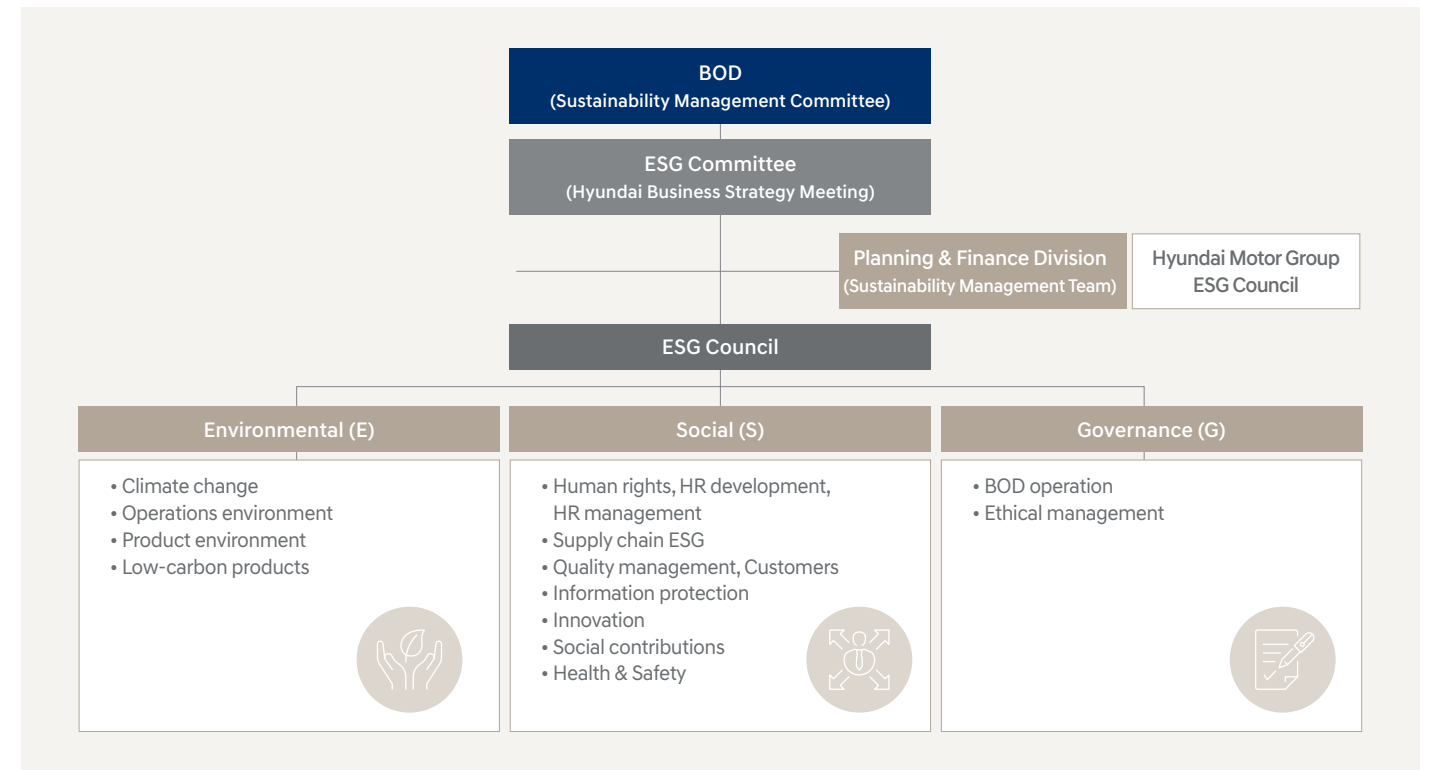 BOD
(Sustainability Management Committee)
ESG Committee
(Hyundai Business Strategy Meeting)
Planning & Finance Division
(Sustainability Management Team)
Hyundai Motor Group
ESG Council
ESG Council
Environmental (E)
• Climate change
• Operations environment
• Product environment
• Low-carbon products
Social (S)
• Human rights, HR development,
HR management
• Supply chain ESG
• Quality management, Customers
• Information protection
• Innovation
• Social contributions
• Health & Safety
Governance (G)
• BOD operation
• Ethical management